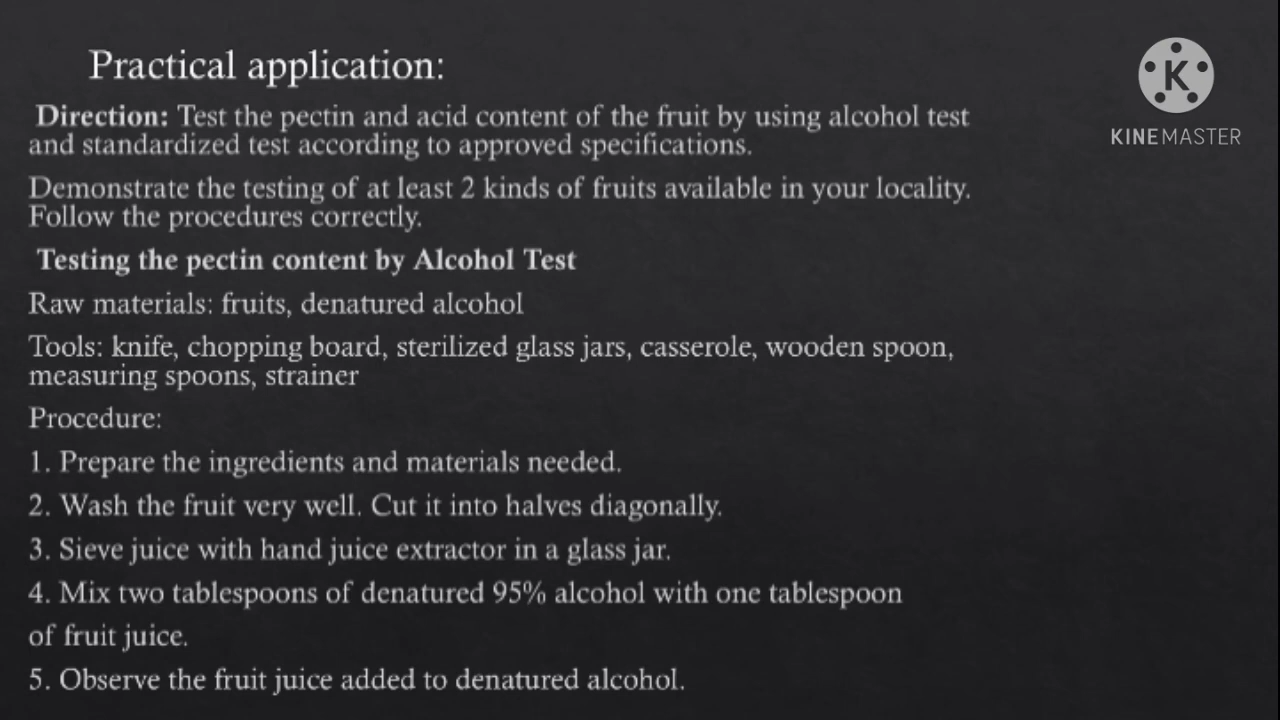 Practical application:
K
KINEMASTER
Direction: Test the pectin and acid content of the fruit by using alcohol test
and standardized test according to approved specifications.
Demonstrate the testing of at least 2 kinds of fruits available in your locality.
Follow the procedures correctly.
Testing the pectin content by Alcohol Test
Raw materials: fruits, denatured alcohol
Tools: knife, chopping board, sterilized glass jars, casserole, wooden spoon,
measuring spoons, strainer
Procedure:
1. Prepare the ingredients and materials needed.
2. Wash the fruit very well. Cut it into halves diagonally.
3. Sieve juice with hand juice extractor in a glass jar.
4. Mix two tablespoons of denatured 95% alcohol with one tablespoon
of fruit juice.
5. Observe the fruit juice added to denatured alcohol.